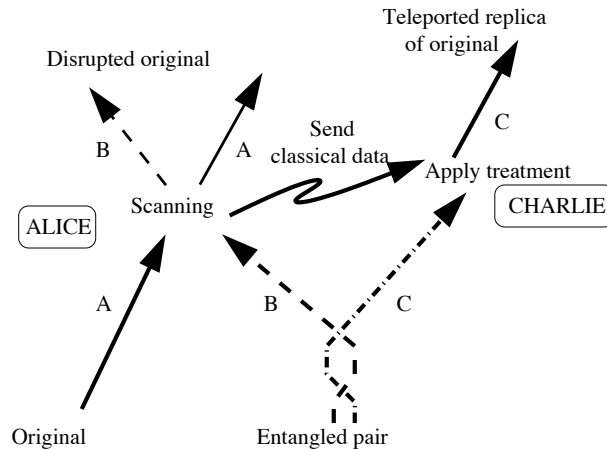 Teleported replica
of original
Disrupted original
C
A
B
Send
classical data
Apply treatment
Scanning
CHARLIE
ALICE
A
B
C
Original
Entangled pair